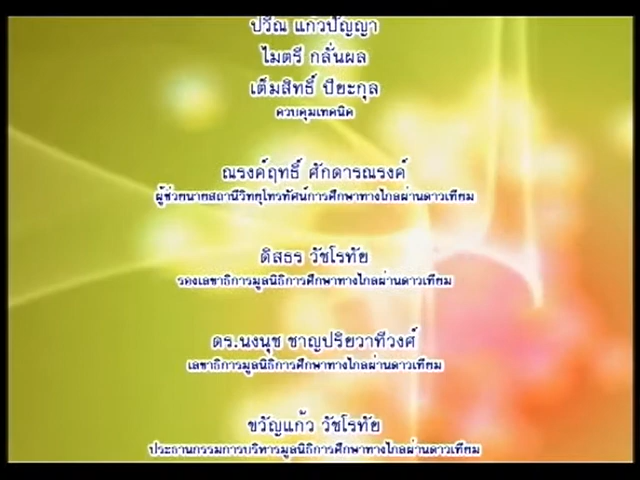 ปวีณ แก้วปัญญา
ไมตรี กลั่นผล
เต็มสิทธิ์ ปิยะกุล
ควบคุมเทคนิค
ณรงค์ฤทธิ์ ศักดารณรงค์
ผู้ช่วยนายสถานีวิทยุโทรทัศน์การศึกษาทางไกลผ่านดาวเทียม
ดิสธร วัชโรทัย
รองเลขาธิการมูลนิธิการศึกษาทางไกลผ่านดาวเทียม
ดร.นงนุช ชาญปริยวาทีวงศ์
เลขาธิการมูลนิธิการศึกษาทางไกลผ่านดาวเทียม
ขวัญแก้ว วัชโรทัย
ประธานกรรมการบริหารมูลนิธิการศึกษาทางไกลผ่านดาวเทียม